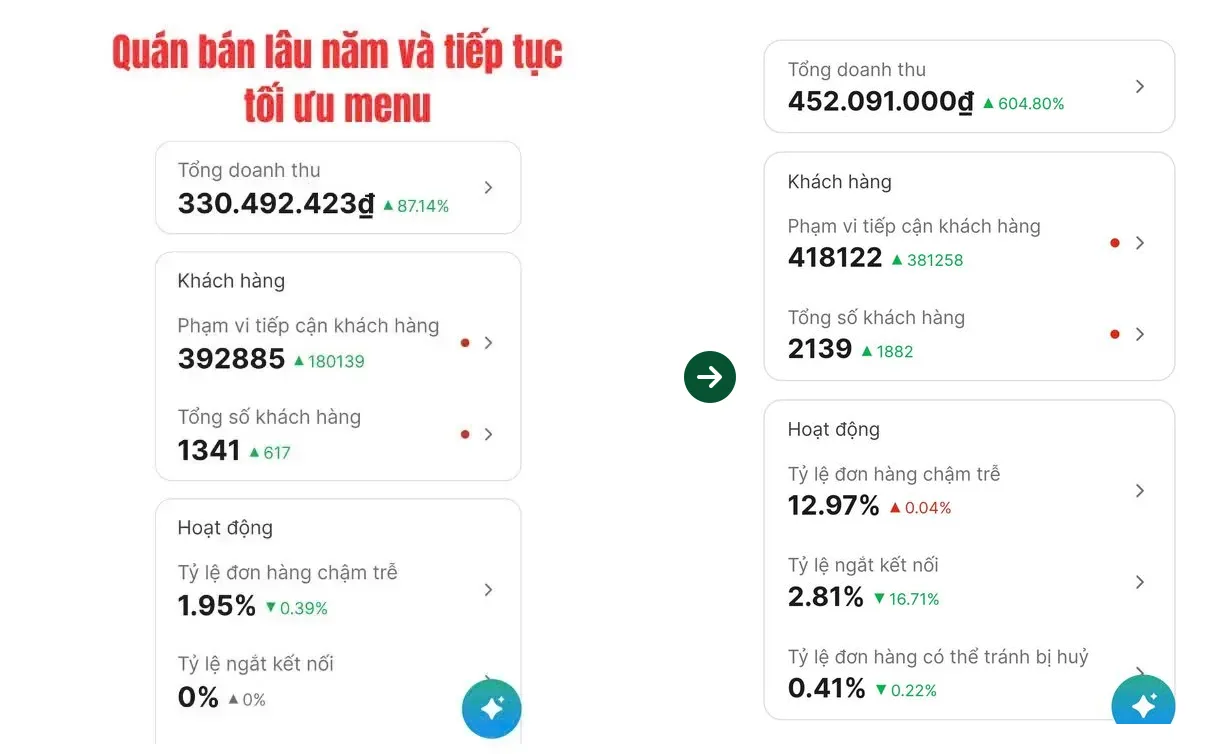 Quán bán lâu năm và tiếp tục
tối ưu menu
Tổng doanh thu
330.492.423₫ ▲ 87.14%
Khách hàng
Phạm vi tiếp cận khách hàng
392885 ▲ 180139
Tổng số khách hàng
1341 ▲ 617
Hoạt động
Tỷ lệ đơn hàng chậm trễ
1.95% ▼ 0.39%
Tỷ lệ ngắt kết nối
0% ▲ 0%
Tổng doanh thu
452.091.000₫ ▲ 604.80%
Khách hàng
Phạm vi tiếp cận khách hàng
418122 ▲ 381258
Tổng số khách hàng
2139 ▲ 1882
Hoạt động
Tỷ lệ đơn hàng chậm trễ
12.97% ▲ 0.04%
Tỷ lệ ngắt kết nối
2.81% ▼ 16.71%
Tỷ lệ đơn hàng có thể tránh bị huỷ
0.41% ▼ 0.22%